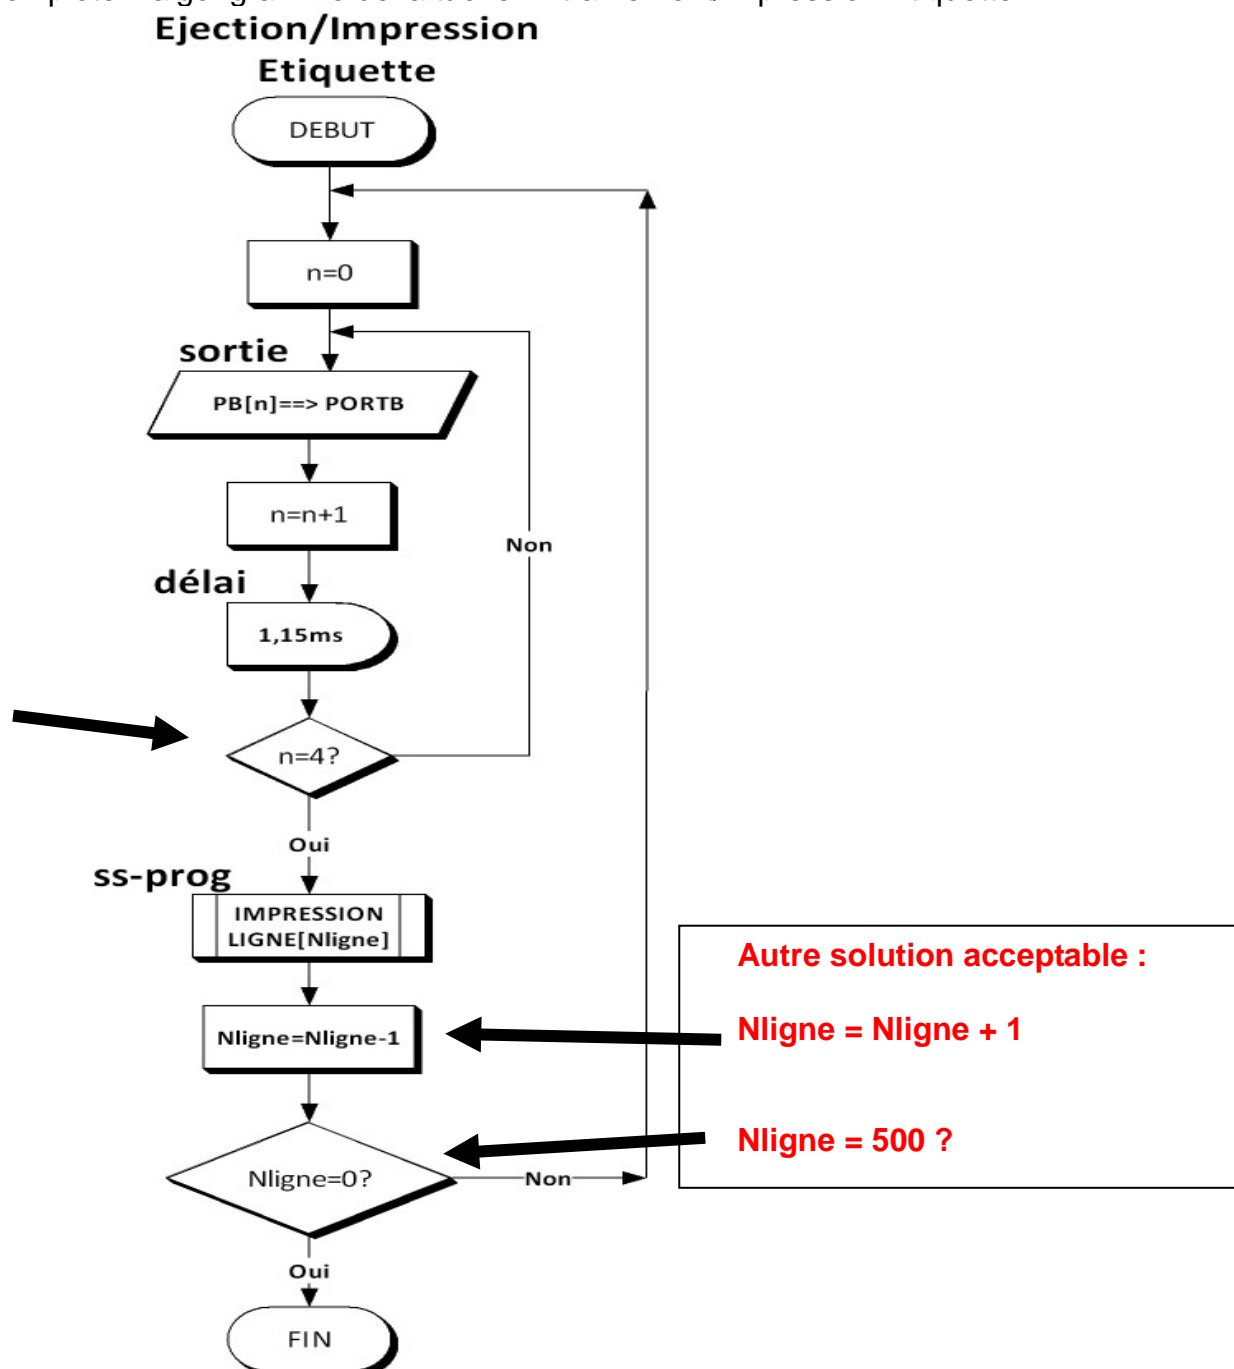 Ejection/Impression
Etiquette
DEBUT
n=0
sortie
PB[n]==> PORTB
n=n+1
Non
délai
1,15ms
n=4?
Oui
ss-prog
IMPRESSION
LIGNE[Nligne]
Autre solution acceptable :
Nligne=Nligne-1
Nligne = Nligne + 1
Nligne = 500 ?
Nligne=0?
Non
Oui
FIN